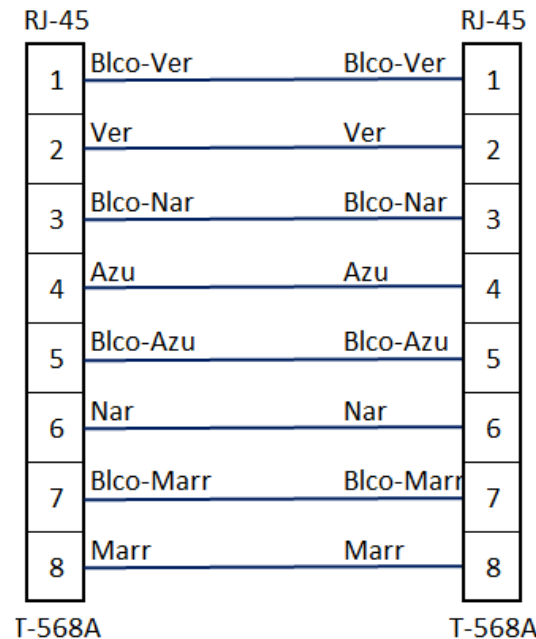 RJ-45 RJ-45
1 Blco-Ver Blco-Ver 1
2 Ver Ver 2
3 Blco-Nar Blco-Nar 3
4 Azu Azu 4
5 Blco-Azu Blco-Azu 5
6 Nar Nar 6
7 Blco-Marr Blco-Marr 7
8 Marr Marr 8
T-568A T-568A